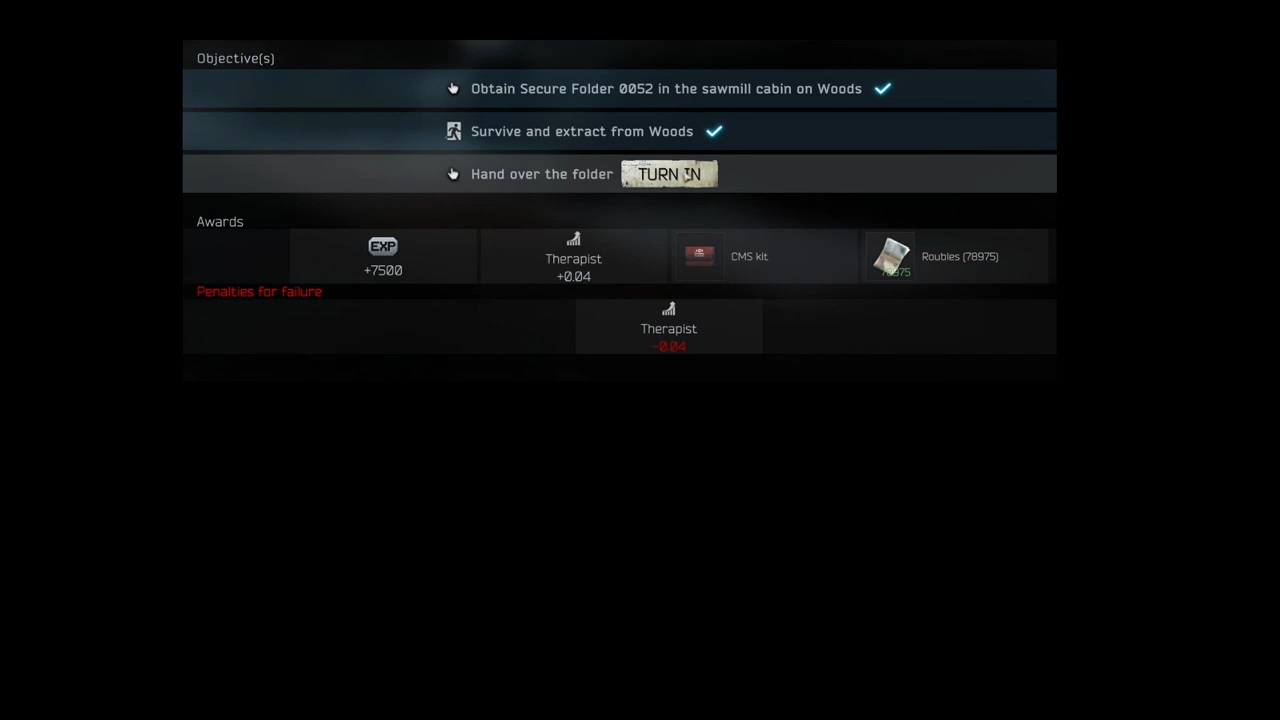 Objective(s)
Obtain Secure Folder 0052 in the sawmill cabin on Woods
Survive and extract from Woods
Hand over the folder TURN IN
Awards
EXP
+7500
Therapist
+0.04
CMS kit
78975
Roubles (78975)
Penalties for failure
Therapist
-0.04